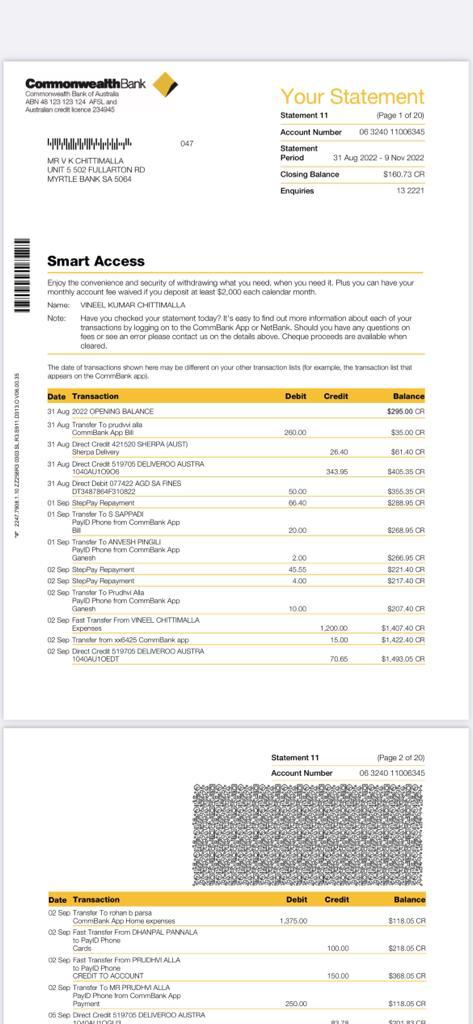 CommonwealthBank
Commonwealth Bank of Australia
ABN 48 123 123 124 AFSL and
Australian credit licence 234945
Your Statement
Statement 11 (Page 1 of 20)
Account Number 06 3240 11006345
Statement
Period 31 Aug 2022 - 9 Nov 2022
Closing Balance $160.73 CR
Enquiries 13 2221
047
MR V K CHITTIMALLA
UNIT 5 502 FULLARTON RD
MYRTLE BANK SA 5064
Smart Access
Enjoy the convenience and security of withdrawing what you need, when you need it. Plus you can have your
monthly account fee waived if you deposit at least $2,000 each calendar month.
Name: VINEEL KUMAR CHITTIMALLA
Note: Have you checked your statement today? It's easy to find out more information about each of your
transactions by logging on to the CommBank App or NetBank. Should you have any questions on
fees or see an error please contact us on the details above. Cheque proceeds are available when
cleared.
The date of transactions shown here may be different on your other transaction lists (for example, the transaction list that
appears on the CommBank app).
Date Transaction Debit Credit Balance
31 Aug 2022 OPENING BALANCE $295.00 CR
31 Aug Transfer To prudvvi alla
CommBank App Bill 260.00 $35.00 CR
31 Aug Direct Credit 421520 SHERPA (AUST)
Sherpa Delivery 26.40 $61.40 CR
31 Aug Direct Credit 519705 DELIVEROO AUSTRA
1040AU1O9O6 343.95 $405.35 CR
31 Aug Direct Debit 077422 AGD SA FINES
DT3487864F310822 50.00 $355.35 CR
01 Sep StepPay Repayment 66.40 $288.95 CR
01 Sep Transfer To S SAPPADI
PayID Phone from CommBank App
Bill 20.00 $268.95 CR
01 Sep Transfer To ANVESH PINGILI
PayID Phone from CommBank App
Ganesh 2.00 $266.95 CR
02 Sep StepPay Repayment 45.55 $221.40 CR
02 Sep StepPay Repayment 4.00 $217.40 CR
02 Sep Transfer To Prudhvi Alla
PayID Phone from CommBank App
Ganesh 10.00 $207.40 CR
02 Sep Fast Transfer From VINEEL CHITTIMALLA
Expenses 1,200.00 $1,407.40 CR
02 Sep Transfer from xx6425 CommBank app 15.00 $1,422.40 CR
02 Sep Direct Credit 519705 DELIVEROO AUSTRA
1040AU1OEDT 70.65 $1,493.05 CR
Statement 11 (Page 2 of 20)
Account Number 06 3240 11006345
Date Transaction Debit Credit Balance
02 Sep Transfer To rohan b parsa
CommBank App Home expenses 1,375.00 $118.05 CR
02 Sep Fast Transfer From DHANPAL PANNALA
to PayID Phone
Cards 100.00 $218.05 CR
02 Sep Fast Transfer From PRUDHVI ALLA
to PayID Phone
CREDIT TO ACCOUNT 150.00 $368.05 CR
02 Sep Transfer To MR PRUDHVI ALLA
PayID Phone from CommBank App
Payment 250.00 $118.05 CR
05 Sep Direct Credit 519705 DELIVEROO AUSTRA
83.78 $201.83 CR